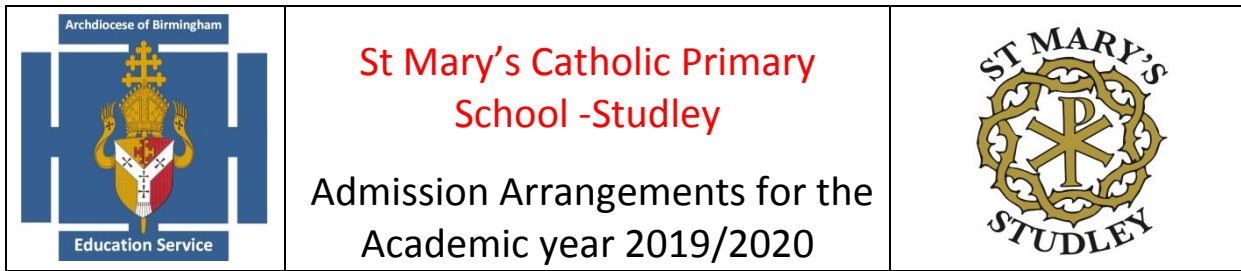 Archdiocese of Birmingham
Education Service
St Mary's Catholic Primary
School -Studley
Admission Arrangements for the
Academic year 2019/2020
ST MARY'S
STUDLEY